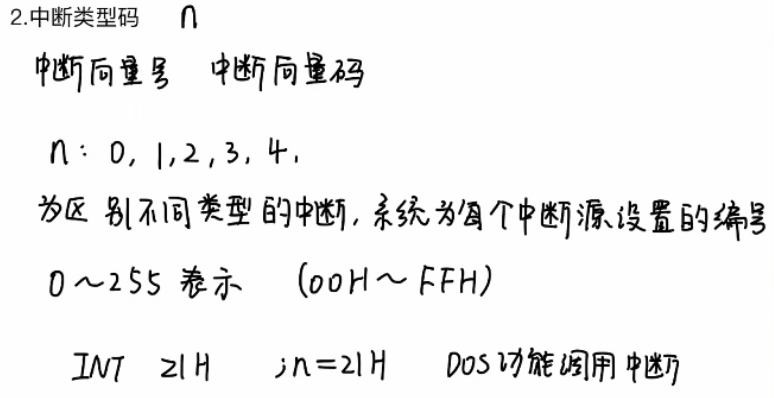 2.中断类型码 n
中断向量号 中断向量码
n: 0, 1, 2, 3, 4,
为区别不同类型的中断, 系统为每个中断源设置的编号
0～255 表示 (00H～FFH)
INT 21H ;n=21H DOS功能调用中断